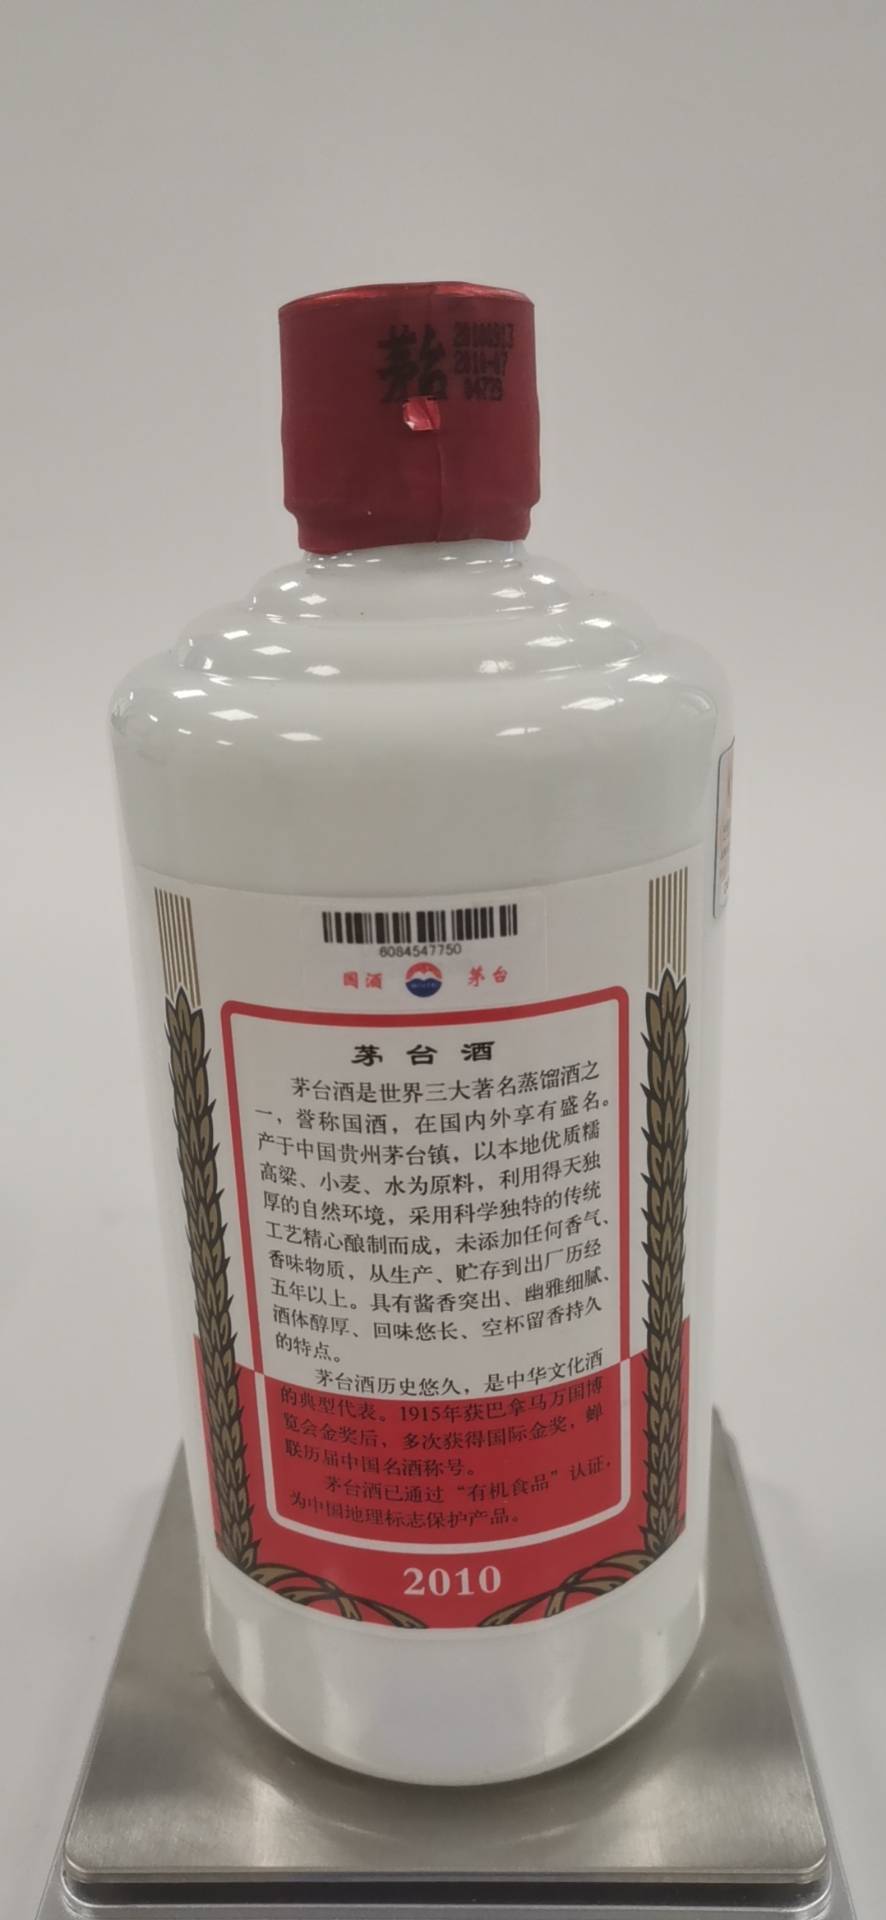 茅台
2010-07
6084547750
国酒 茅台
茅台酒
茅台酒是世界三大著名蒸馏酒之
一，誉称国酒，在国内外享有盛名。
产于中国贵州茅台镇，以本地优质糯
高粱、小麦、水为原料，利用得天独
厚的自然环境，采用科学独特的传统
工艺精心酿制而成，未添加任何香气、
香味物质，从生产、贮存到出厂历经
五年以上。具有酱香突出、幽雅细腻、
酒体醇厚、回味悠长、空杯留香持久
的特点。
茅台酒历史悠久，是中华文化酒
的典型代表。1915年获巴拿马万国博
览会金奖后，多次获得国际金奖，蝉
联历届中国名酒称号。
茅台酒已通过“有机食品”认证，
为中国地理标志保护产品。
2010